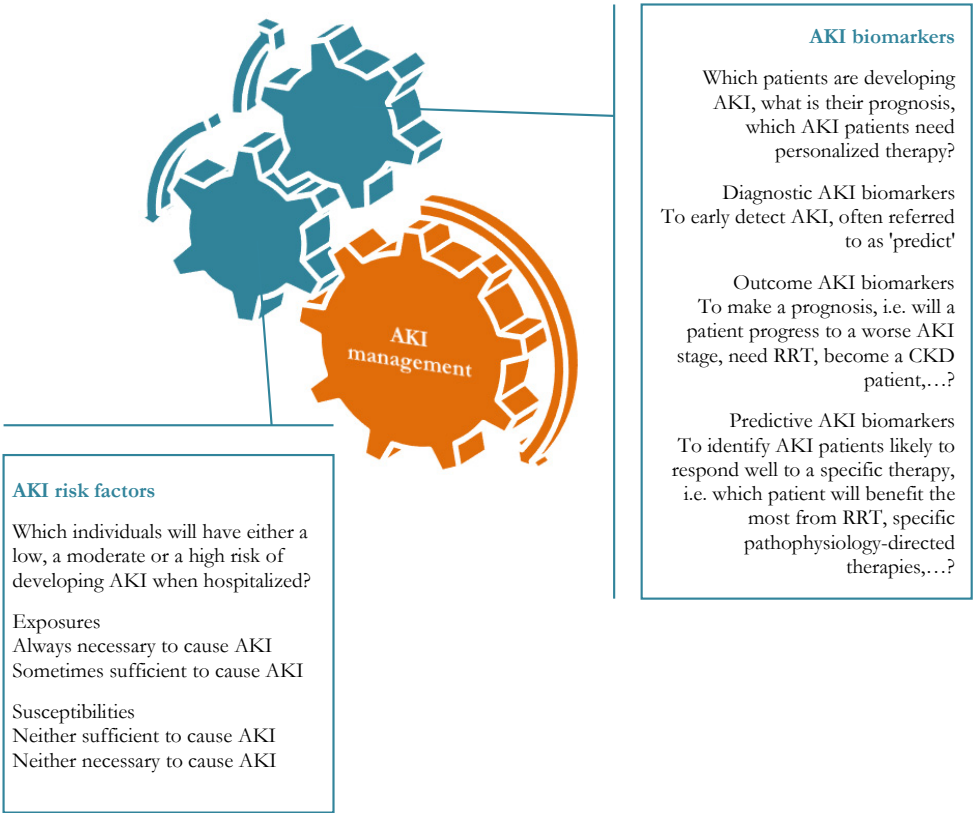 AKI biomarkers
Which patients are developing
AKI, what is their prognosis,
which AKI patients need
personalized therapy?
Diagnostic AKI biomarkers
To early detect AKI, often referred
to as 'predict'
Outcome AKI biomarkers
To make a prognosis, i.e. will a
patient progress to a worse AKI
stage, need RRT, become a CKD
patient,…?
Predictive AKI biomarkers
To identify AKI patients likely to
respond well to a specific therapy,
i.e. which patient will benefit the
most from RRT, specific
pathophysiology-directed
therapies,…?
AKI
management
AKI risk factors
Which individuals will have either a
low, a moderate or a high risk of
developing AKI when hospitalized?
Exposures
Always necessary to cause AKI
Sometimes sufficient to cause AKI
Susceptibilities
Neither sufficient to cause AKI
Neither necessary to cause AKI